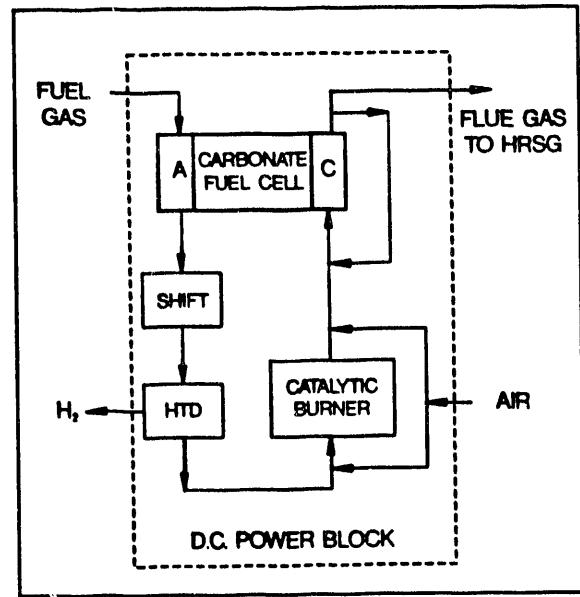 FUEL
GAS
FLUE GAS
TO HRSG
A
CARBONATE
FUEL CELL
C
SHIFT
H₂
HTD
CATALYTIC
BURNER
AIR
D.C. POWER BLOCK